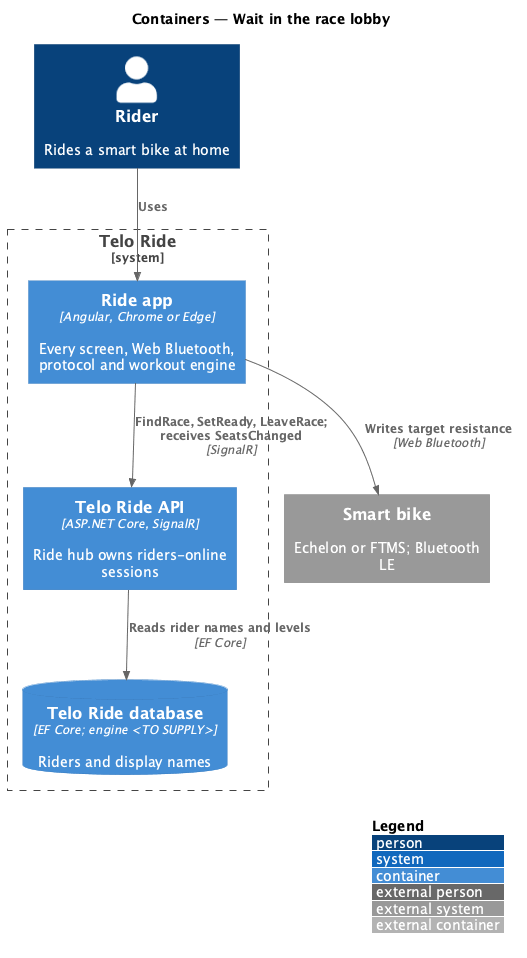 Containers — Wait in the race lobby
Rider
Rides a smart bike at home
Uses
Telo Ride
[system]
Ride app
[Angular, Chrome or Edge]
Every screen, Web Bluetooth,
protocol and workout engine
FindRace, SetReady, LeaveRace;
receives SeatsChanged
[SignalR]
Writes target resistance
[Web Bluetooth]
Telo Ride API
[ASP.NET Core, SignalR]
Ride hub owns riders-online
sessions
Smart bike
Echelon or FTMS; Bluetooth
LE
Reads rider names and levels
[EF Core]
Telo Ride database
[EF Core; engine <TO SUPPLY>]
Riders and display names
Legend
person
system
container
external person
external system
external container